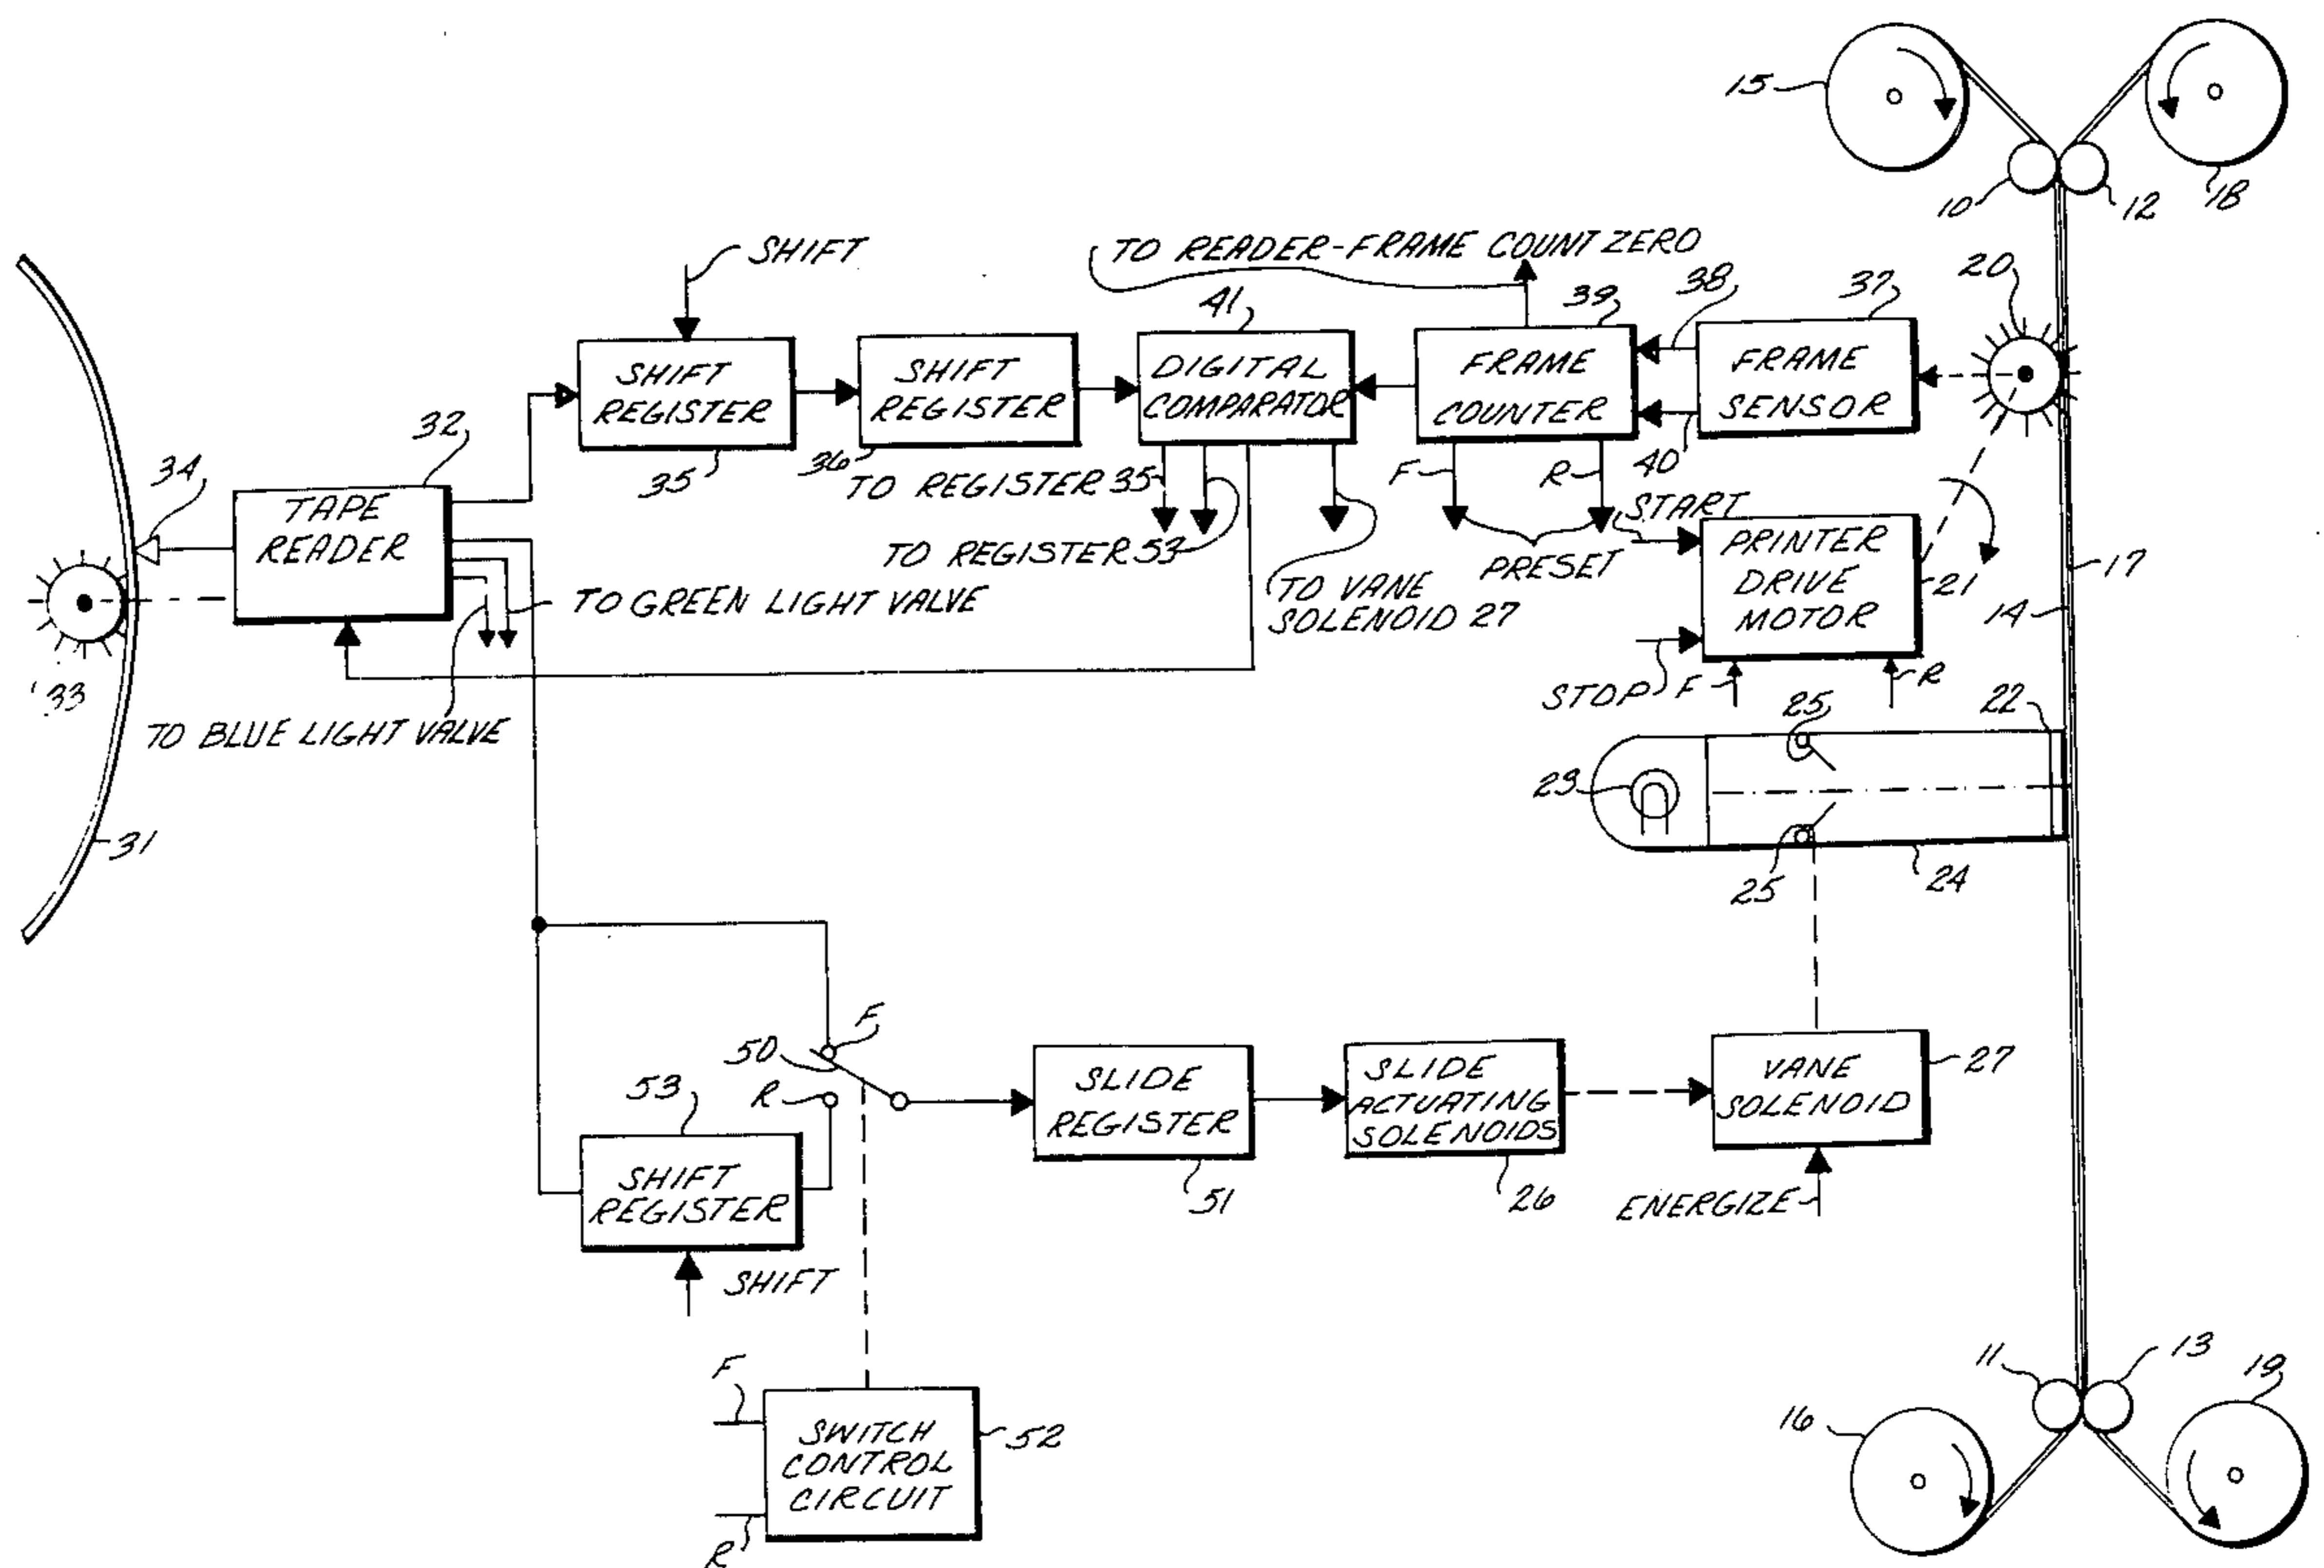 15
18
10
12
TO READER-FRAME COUNT ZERO
SHIFT
20
41
39
38
37
SHIFT
REGISTER
SHIFT
REGISTER
DIGITAL
COMPARATOR
FRAME
COUNTER
FRAME
SENSOR
32
34
35
36
40
TO REGISTER 35
F
R
START
TAPE
READER
TO REGISTER 53
PRESET
PRINTER
DRIVE
MOTOR
21
17
14
TO GREEN LIGHT VALVE
TO VANE
SOLENOID 27
33
STOP
F
R
TO BLUE LIGHT VALVE
25
22
23
31
25
24
F
50
R
53
SLIDE
REGISTER
SLIDE
ACTUATING
SOLENOIDS
VANE
SOLENOID
27
SHIFT
REGISTER
51
26
ENERGIZE
SHIFT
F
11
13
19
16
SWITCH
CONTROL
CIRCUIT
52
R